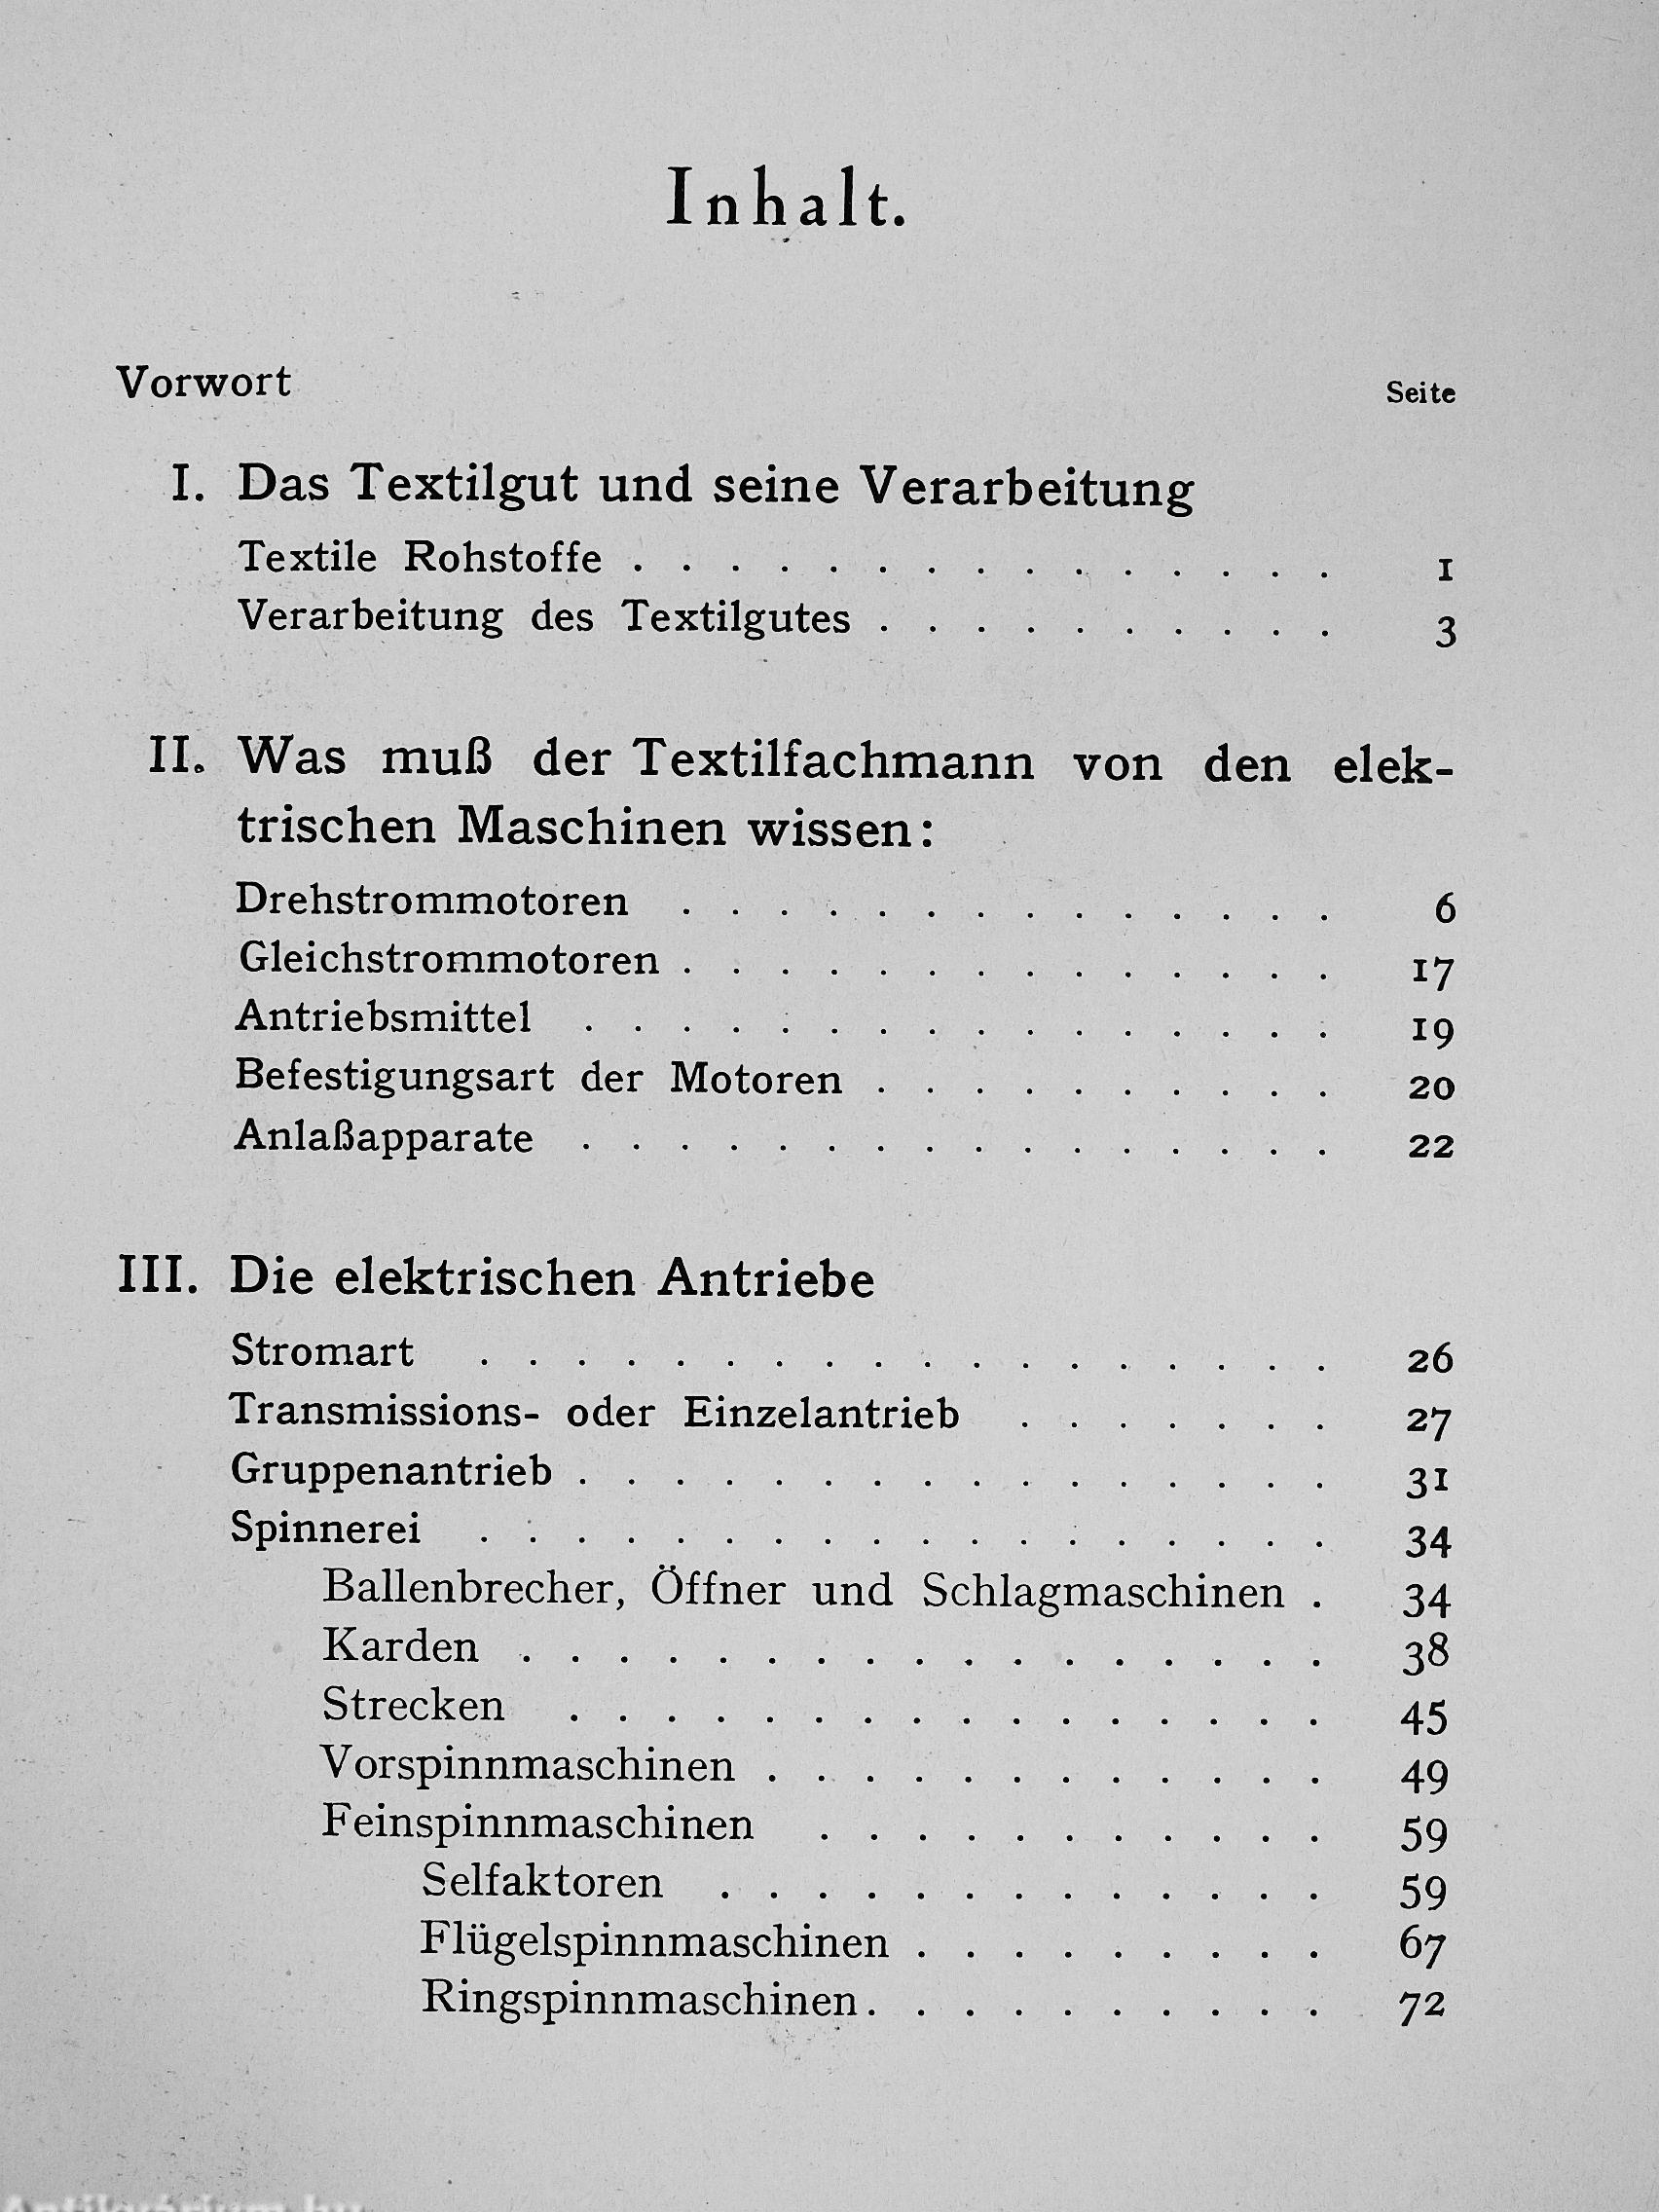 Inhalt.
Vorwort
Seite
I. Das Textilgut und seine Verarbeitung
Textile Rohstoffe . . . . . . . . . . . . . . . 1
Verarbeitung des Textilgutes . . . . . . . . . . 3
II. Was muß der Textilfachmann von den elek-
trischen Maschinen wissen:
Drehstrommotoren . . . . . . . . . . . . . . 6
Gleichstrommotoren . . . . . . . . . . . . . . 17
Antriebsmittel . . . . . . . . . . . . . . . . 19
Befestigungsart der Motoren . . . . . . . . . . 20
Anlaßapparate . . . . . . . . . . . . . . . . 22
III. Die elektrischen Antriebe
Stromart . . . . . . . . . . . . . . . . . . 26
Transmissions- oder Einzelantrieb . . . . . . . 27
Gruppenantrieb . . . . . . . . . . . . . . . . 31
Spinnerei . . . . . . . . . . . . . . . . . . 34
Ballenbrecher, Öffner und Schlagmaschinen . 34
Karden . . . . . . . . . . . . . . . . . 38
Strecken . . . . . . . . . . . . . . . . 45
Vorspinnmaschinen . . . . . . . . . . . . 49
Feinspinnmaschinen . . . . . . . . . . . 59
Selfaktoren . . . . . . . . . . . . . 59
Flügelspinnmaschinen . . . . . . . . . 67
Ringspinnmaschinen . . . . . . . . . . 72
Antikvárium.hu